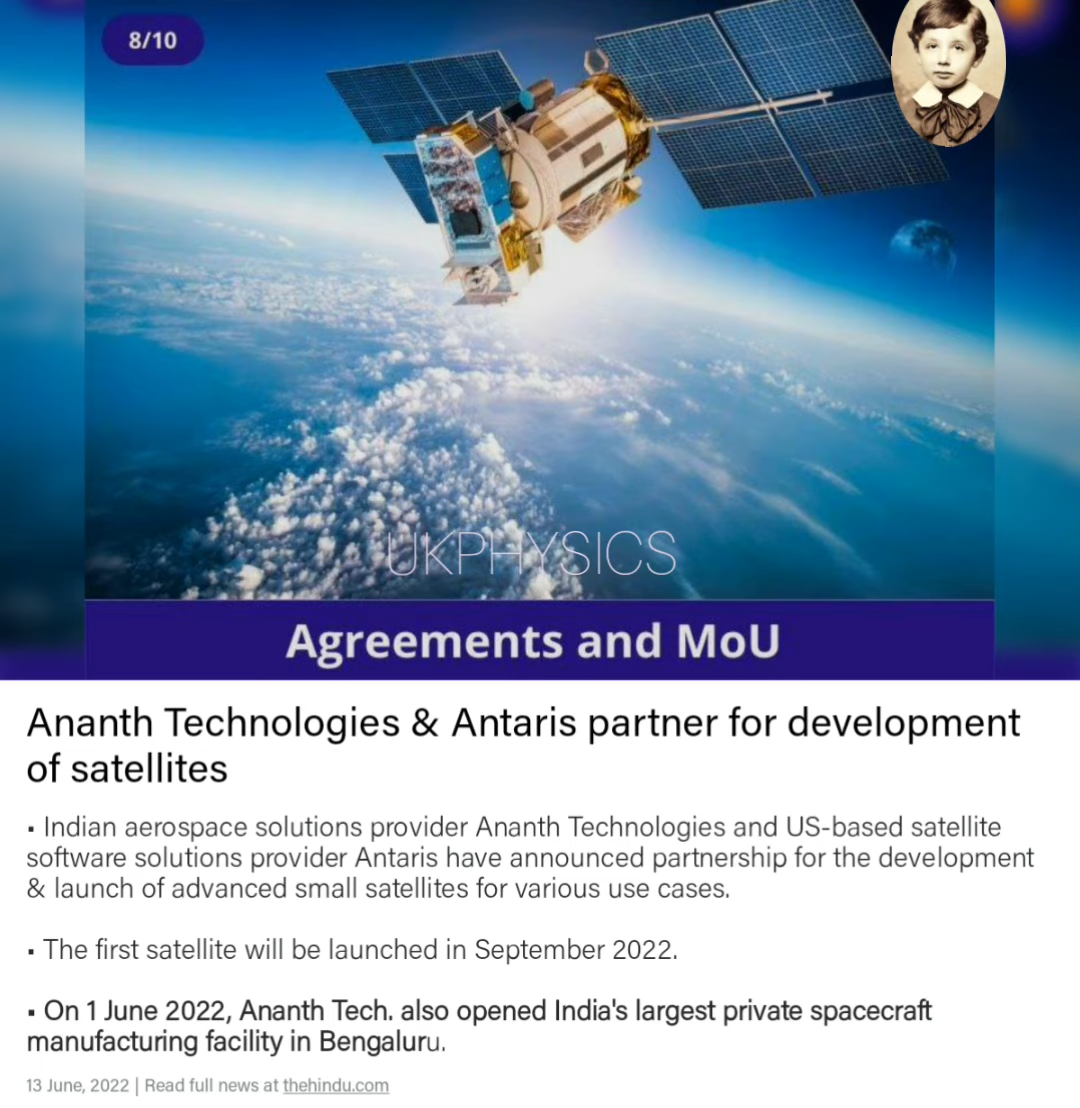 8/10
UKPHYSICS
Agreements and MoU
Ananth Technologies & Antaris partner for development
of satellites
▪ Indian aerospace solutions provider Ananth Technologies and US-based satellite
software solutions provider Antaris have announced partnership for the development
& launch of advanced small satellites for various use cases.
▪ The first satellite will be launched in September 2022.
▪ On 1 June 2022, Ananth Tech. also opened India's largest private spacecraft
manufacturing facility in Bengaluru.
13 June, 2022 | Read full news at thehindu.com